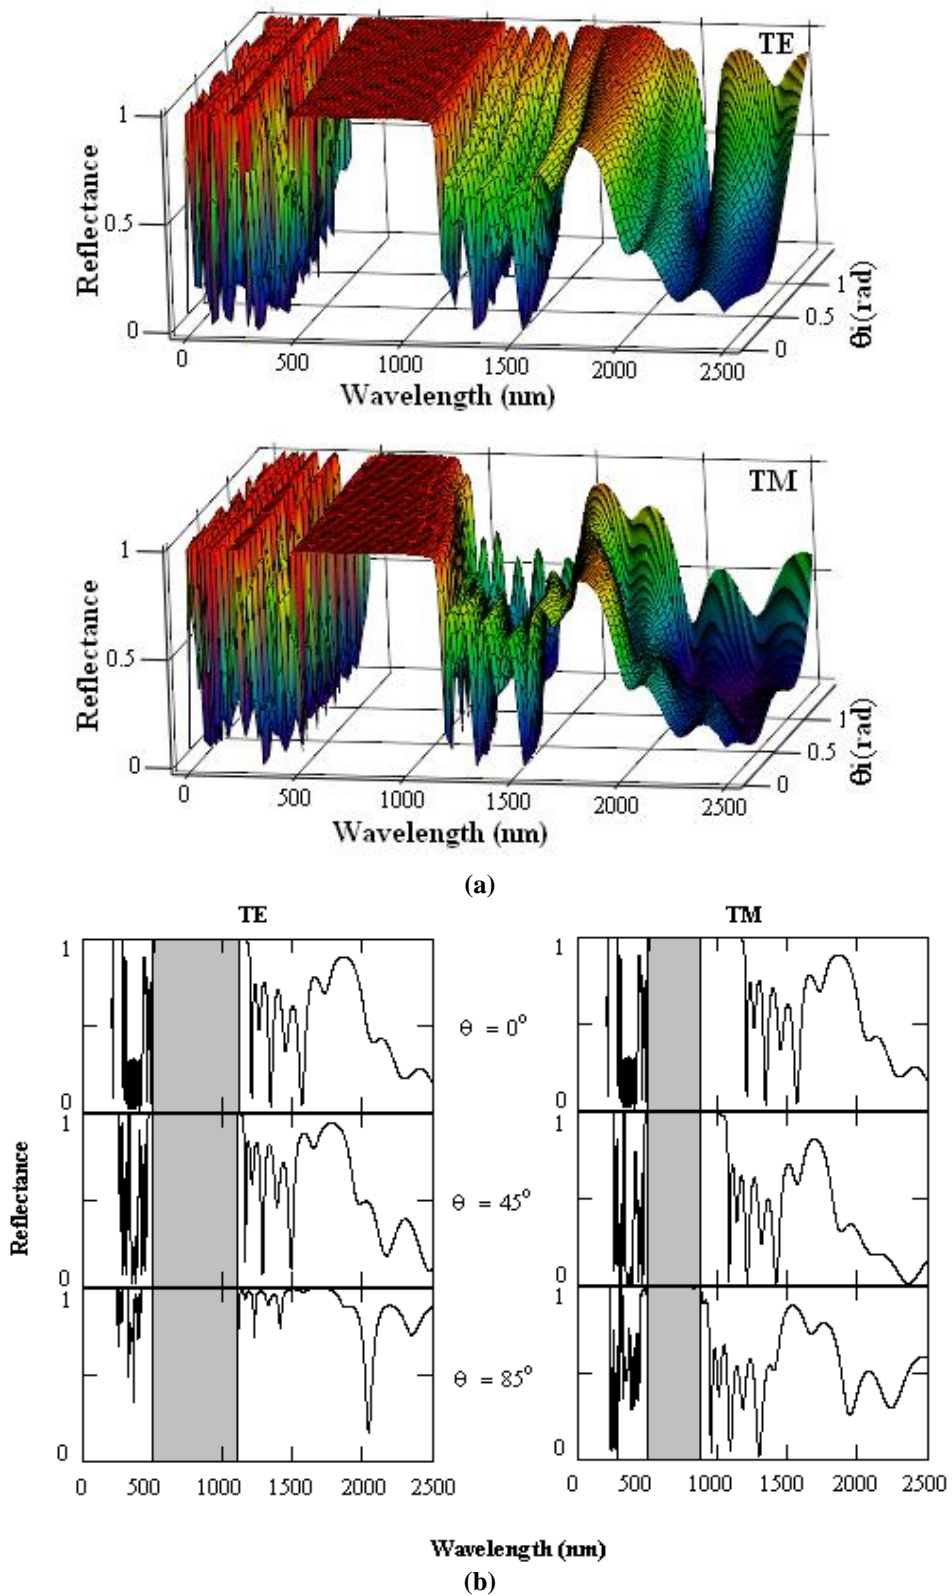 TE
1
0.5
0
Reflectance
0 500 1000 1500 2000 2500
Wavelength (nm)
1
0.5
0
θi(rad)
TM
1
0.5
0
Reflectance
0 500 1000 1500 2000 2500
Wavelength (nm)
1
0.5
0
θi(rad)
(a)
TE TM
1 1
θ = 0°
0 0
1 1
θ = 45°
0 0
1 1
θ = 85°
0 0
Reflectance
0 500 1000 1500 2000 2500 0 500 1000 1500 2000 2500
Wavelength (nm)
(b)